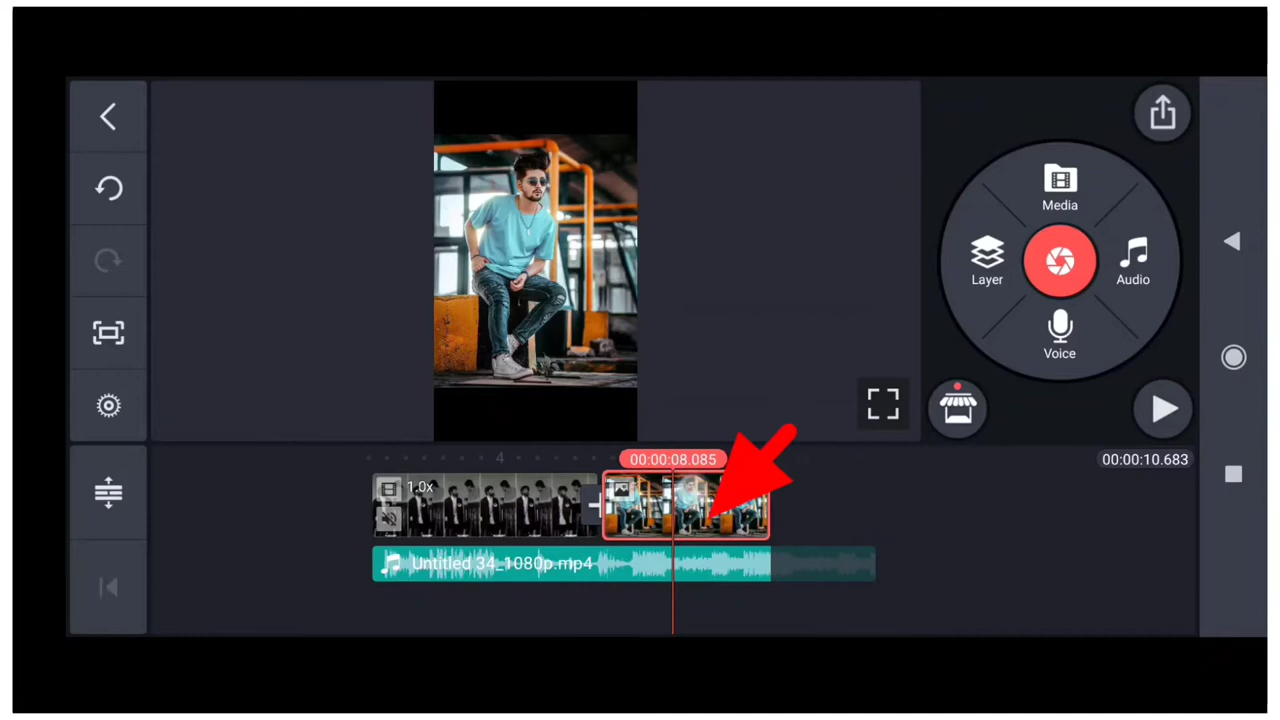 Media
Layer
Audio
Voice
4
00:00:08.085
00:00:10.683
1.0x
Untitled 34_1080p.mp4